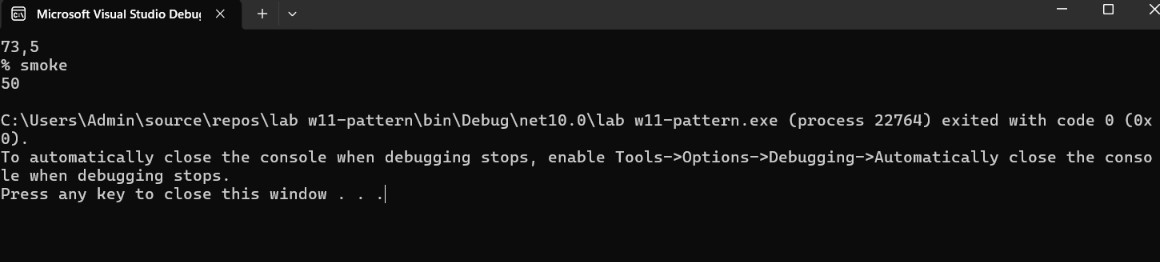 Microsoft Visual Studio Debu
73,5
% smoke
50
C:\Users\Admin\source\repos\lab w11-pattern\bin\Debug\net10.0\lab w11-pattern.exe (process 22764) exited with code 0 (0x
0).
To automatically close the console when debugging stops, enable Tools->Options->Debugging->Automatically close the conso
le when debugging stops.
Press any key to close this window . . .